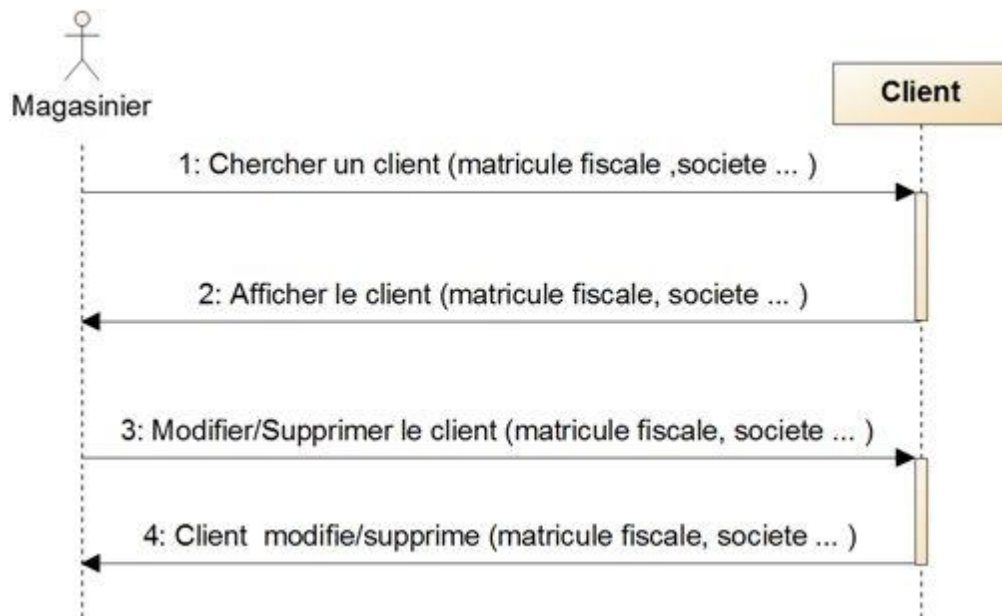 Magasinier
Client
1: Chercher un client (matricule fiscale ,societe ... )
2: Afficher le client (matricule fiscale, societe ... )
3: Modifier/Supprimer le client (matricule fiscale, societe ... )
4: Client  modifie/supprime (matricule fiscale, societe ... )